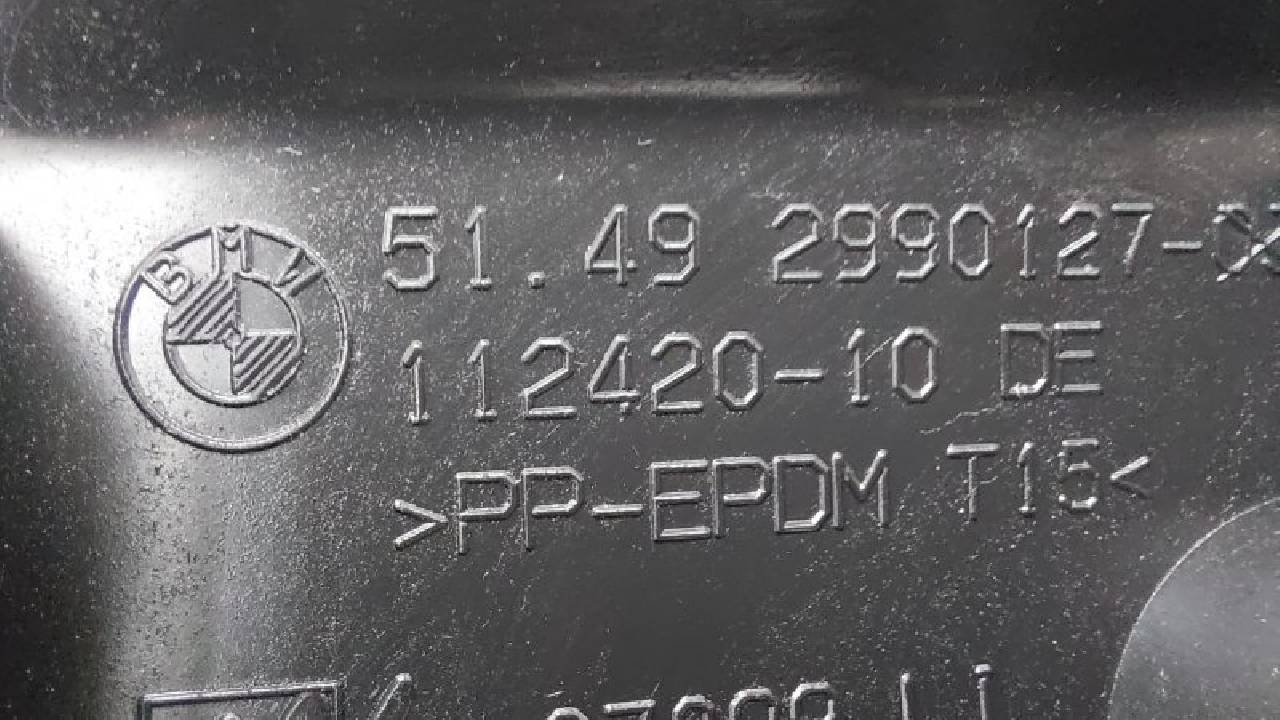 BMW
51.49 2990127-
112420-10 DE
>PP-EPDM T15<